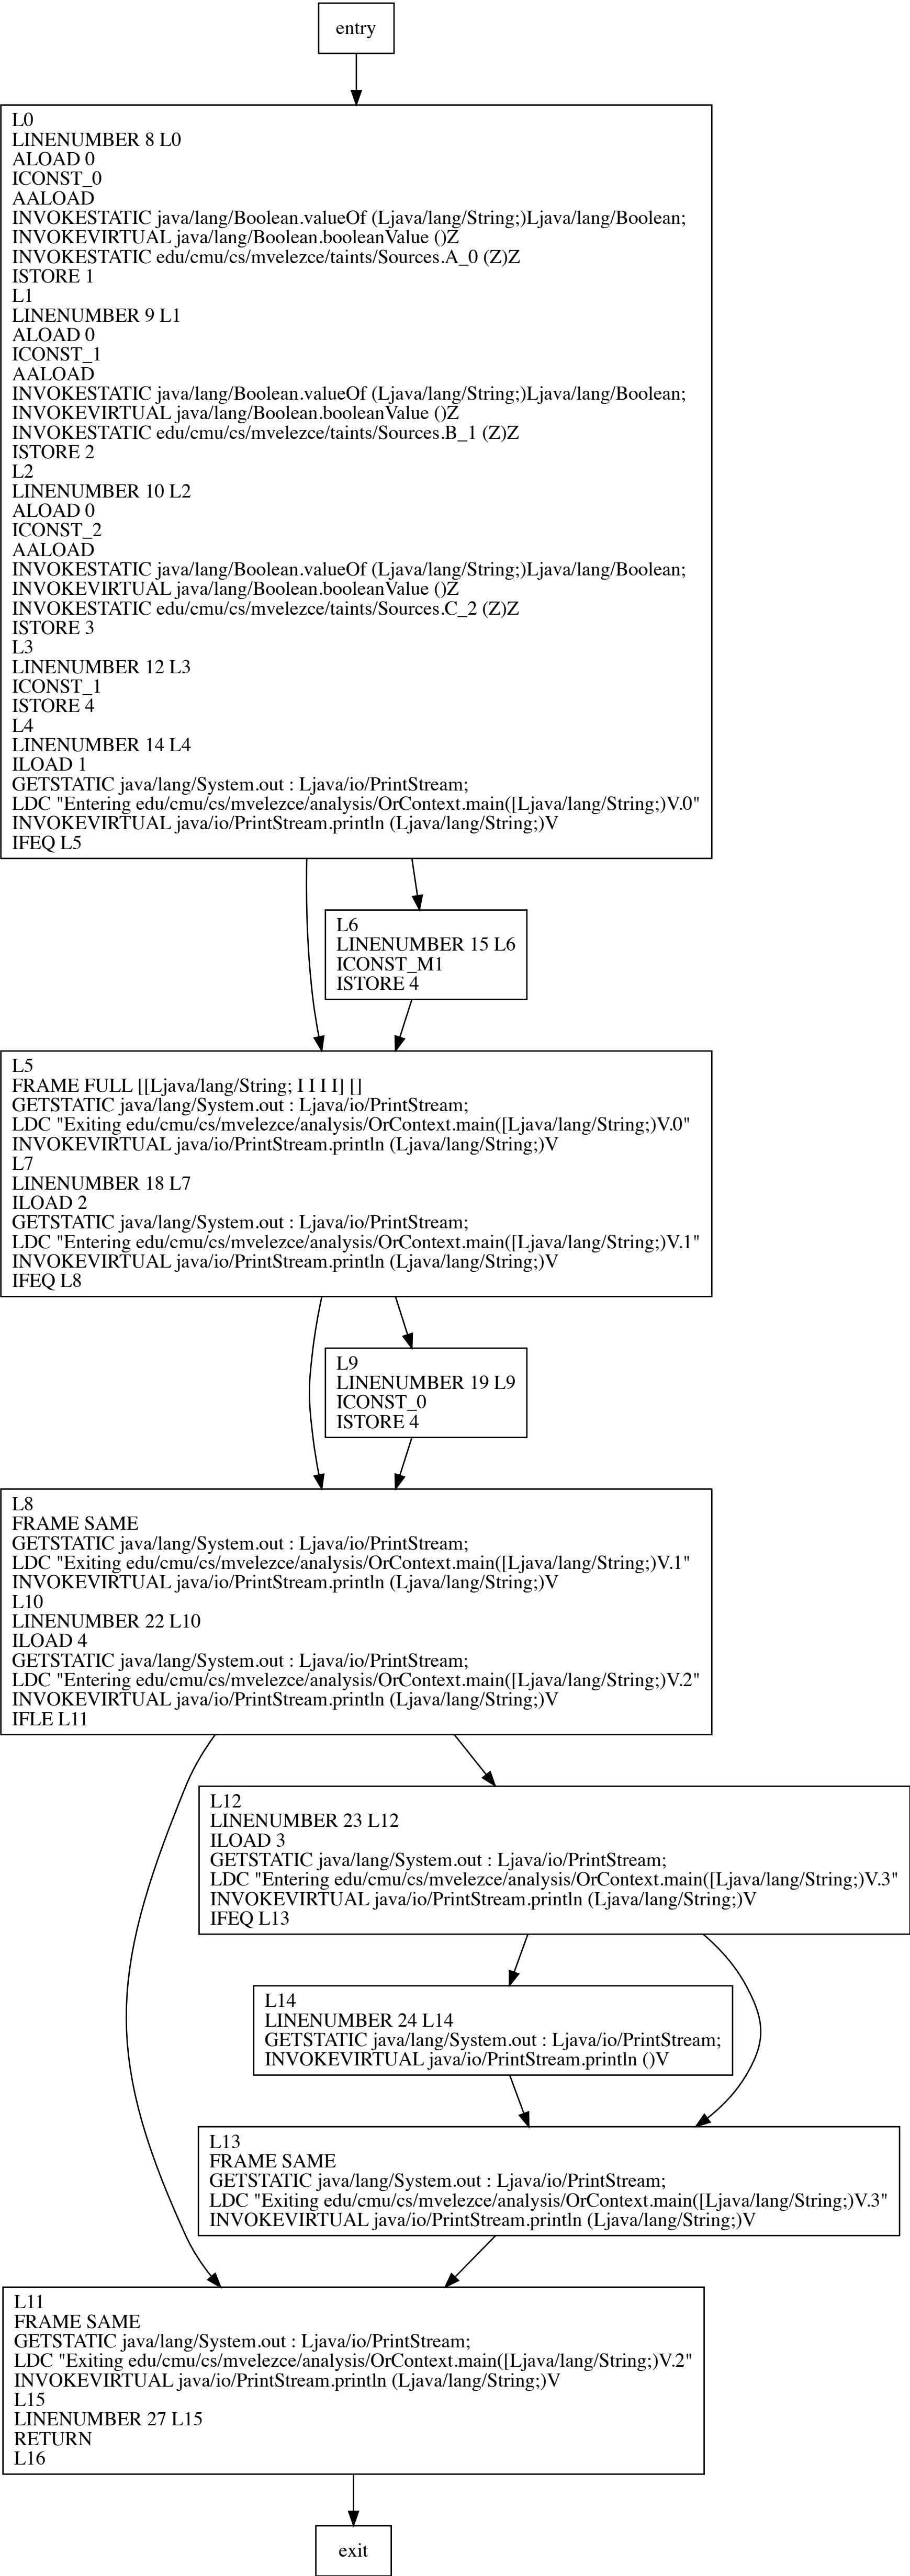 entry
L0
LINENUMBER 8 L0
ALOAD 0
ICONST_0
AALOAD
INVOKESTATIC java/lang/Boolean.valueOf (Ljava/lang/String;)Ljava/lang/Boolean;
INVOKEVIRTUAL java/lang/Boolean.booleanValue ()Z
INVOKESTATIC edu/cmu/cs/mvelezce/taints/Sources.A_0 (Z)Z
ISTORE 1
L1
LINENUMBER 9 L1
ALOAD 0
ICONST_1
AALOAD
INVOKESTATIC java/lang/Boolean.valueOf (Ljava/lang/String;)Ljava/lang/Boolean;
INVOKEVIRTUAL java/lang/Boolean.booleanValue ()Z
INVOKESTATIC edu/cmu/cs/mvelezce/taints/Sources.B_1 (Z)Z
ISTORE 2
L2
LINENUMBER 10 L2
ALOAD 0
ICONST_2
AALOAD
INVOKESTATIC java/lang/Boolean.valueOf (Ljava/lang/String;)Ljava/lang/Boolean;
INVOKEVIRTUAL java/lang/Boolean.booleanValue ()Z
INVOKESTATIC edu/cmu/cs/mvelezce/taints/Sources.C_2 (Z)Z
ISTORE 3
L3
LINENUMBER 12 L3
ICONST_1
ISTORE 4
L4
LINENUMBER 14 L4
ILOAD 1
GETSTATIC java/lang/System.out : Ljava/io/PrintStream;
LDC "Entering edu/cmu/cs/mvelezce/analysis/OrContext.main([Ljava/lang/String;)V.0"
INVOKEVIRTUAL java/io/PrintStream.println (Ljava/lang/String;)V
IFEQ L5
L6
LINENUMBER 15 L6
ICONST_M1
ISTORE 4
L5
FRAME FULL [[Ljava/lang/String; I I I I] []
GETSTATIC java/lang/System.out : Ljava/io/PrintStream;
LDC "Exiting edu/cmu/cs/mvelezce/analysis/OrContext.main([Ljava/lang/String;)V.0"
INVOKEVIRTUAL java/io/PrintStream.println (Ljava/lang/String;)V
L7
LINENUMBER 18 L7
ILOAD 2
GETSTATIC java/lang/System.out : Ljava/io/PrintStream;
LDC "Entering edu/cmu/cs/mvelezce/analysis/OrContext.main([Ljava/lang/String;)V.1"
INVOKEVIRTUAL java/io/PrintStream.println (Ljava/lang/String;)V
IFEQ L8
L9
LINENUMBER 19 L9
ICONST_0
ISTORE 4
L8
FRAME SAME
GETSTATIC java/lang/System.out : Ljava/io/PrintStream;
LDC "Exiting edu/cmu/cs/mvelezce/analysis/OrContext.main([Ljava/lang/String;)V.1"
INVOKEVIRTUAL java/io/PrintStream.println (Ljava/lang/String;)V
L10
LINENUMBER 22 L10
ILOAD 4
GETSTATIC java/lang/System.out : Ljava/io/PrintStream;
LDC "Entering edu/cmu/cs/mvelezce/analysis/OrContext.main([Ljava/lang/String;)V.2"
INVOKEVIRTUAL java/io/PrintStream.println (Ljava/lang/String;)V
IFLE L11
L12
LINENUMBER 23 L12
ILOAD 3
GETSTATIC java/lang/System.out : Ljava/io/PrintStream;
LDC "Entering edu/cmu/cs/mvelezce/analysis/OrContext.main([Ljava/lang/String;)V.3"
INVOKEVIRTUAL java/io/PrintStream.println (Ljava/lang/String;)V
IFEQ L13
L14
LINENUMBER 24 L14
GETSTATIC java/lang/System.out : Ljava/io/PrintStream;
INVOKEVIRTUAL java/io/PrintStream.println ()V
L13
FRAME SAME
GETSTATIC java/lang/System.out : Ljava/io/PrintStream;
LDC "Exiting edu/cmu/cs/mvelezce/analysis/OrContext.main([Ljava/lang/String;)V.3"
INVOKEVIRTUAL java/io/PrintStream.println (Ljava/lang/String;)V
L11
FRAME SAME
GETSTATIC java/lang/System.out : Ljava/io/PrintStream;
LDC "Exiting edu/cmu/cs/mvelezce/analysis/OrContext.main([Ljava/lang/String;)V.2"
INVOKEVIRTUAL java/io/PrintStream.println (Ljava/lang/String;)V
L15
LINENUMBER 27 L15
RETURN
L16
exit